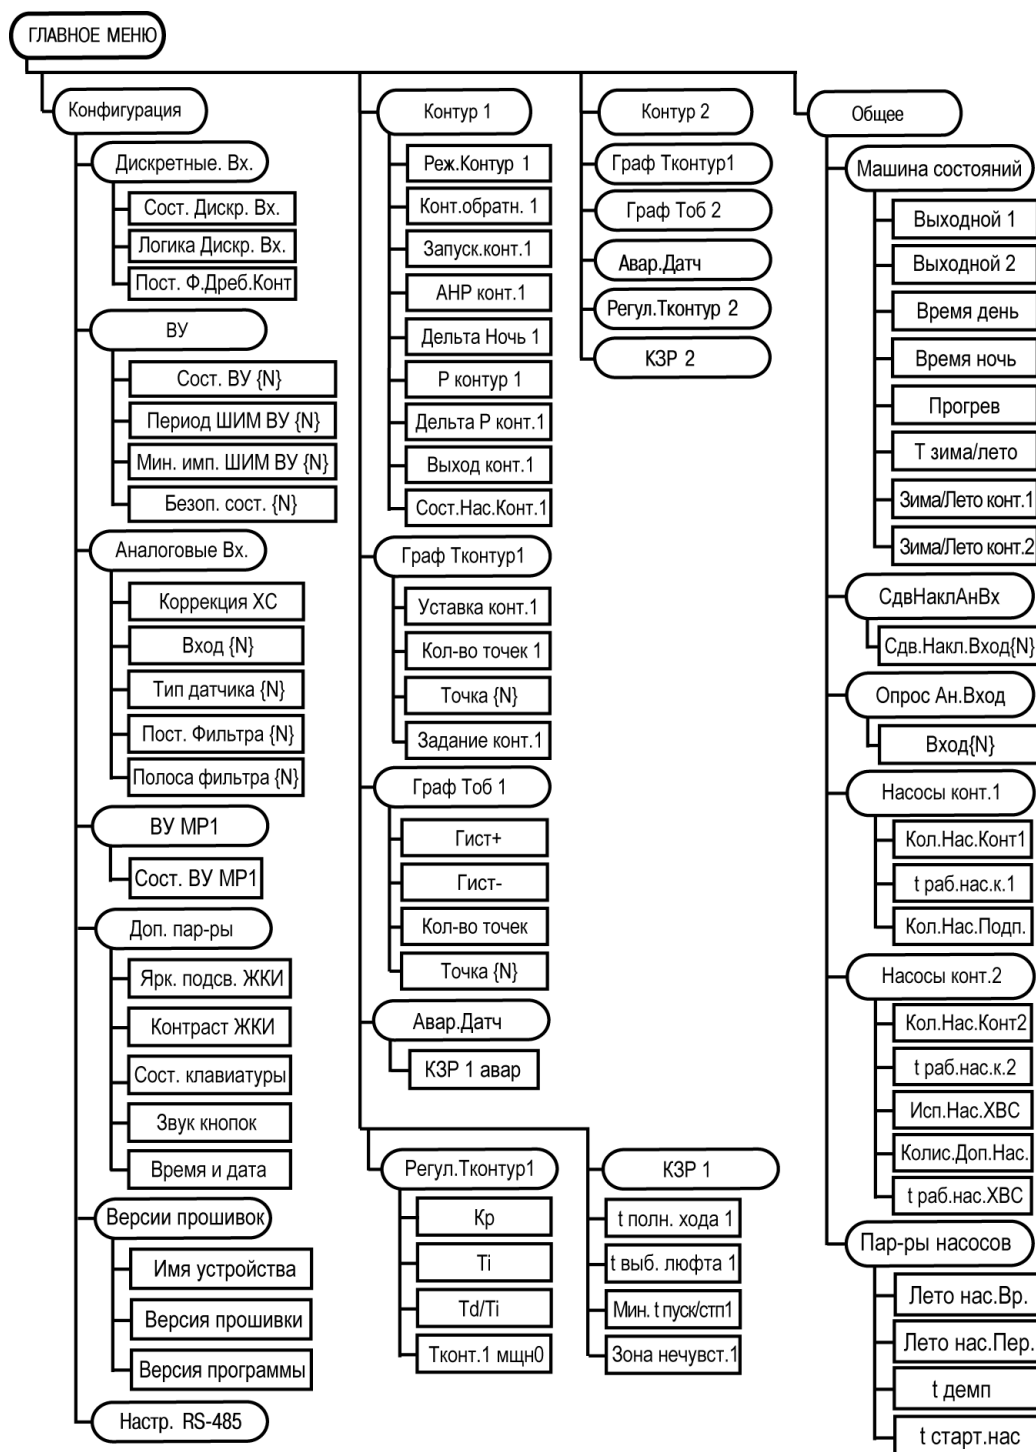 ГЛАВНОЕ МЕНЮ
Конфигурация
Дискретные. Вх.
Сост. Дискр. Вх.
Логика Дискр. Вх.
Пост. Ф.Дреб.Конт
ВУ
Сост. ВУ {N}
Период ШИМ ВУ {N}
Мин. имп. ШИМ ВУ {N}
Безоп. сост. {N}
Аналоговые Вх.
Коррекция ХС
Вход {N}
Тип датчика {N}
Пост. Фильтра {N}
Полоса фильтра {N}
ВУ МР1
Сост. ВУ МР1
Доп. пар-ры
Ярк. подсв. ЖКИ
Контраст ЖКИ
Сост. клавиатуры
Звук кнопок
Время и дата
Версии прошивок
Имя устройства
Версия прошивки
Версия программы
Настр. RS-485
Контур 1
Реж.Контур 1
Конт.обратн. 1
Запуск.конт.1
АНР конт.1
Дельта Ночь 1
Р контур 1
Дельта Р конт.1
Выход конт.1
Сост.Нас.Конт.1
Граф Тконтур1
Уставка конт.1
Кол-во точек 1
Точка {N}
Задание конт.1
Граф Тоб 1
Гист+
Гист-
Кол-во точек
Точка {N}
Авар.Датч
КЗР 1 авар
Регул.Тконтур1
Кр
Ti
Td/Ti
Тконт.1 мщн0
КЗР 1
t полн. хода 1
t выб. люфта 1
Мин. t пуск/стп1
Зона нечувст.1
Контур 2
Граф Тконтур1
Граф Тоб 2
Авар.Датч
Регул.Тконтур 2
КЗР 2
Общее
Машина состояний
Выходной 1
Выходной 2
Время день
Время ночь
Прогрев
Т зима/лето
Зима/Лето конт.1
Зима/Лето конт.2
СдвНаклАнВх
Сдв.Накл.Вход{N}
Опрос Ан.Вход
Вход{N}
Насосы конт.1
Кол.Нас.Конт1
t раб.нас.к.1
Кол.Нас.Подп.
Насосы конт.2
Кол.Нас.Конт2
t раб.нас.к.2
Исп.Нас.ХВС
Колис.Доп.Нас.
t раб.нас.ХВС
Пар-ры насосов
Лето нас.Вр.
Лето нас.Пер.
t демп
t старт.нас